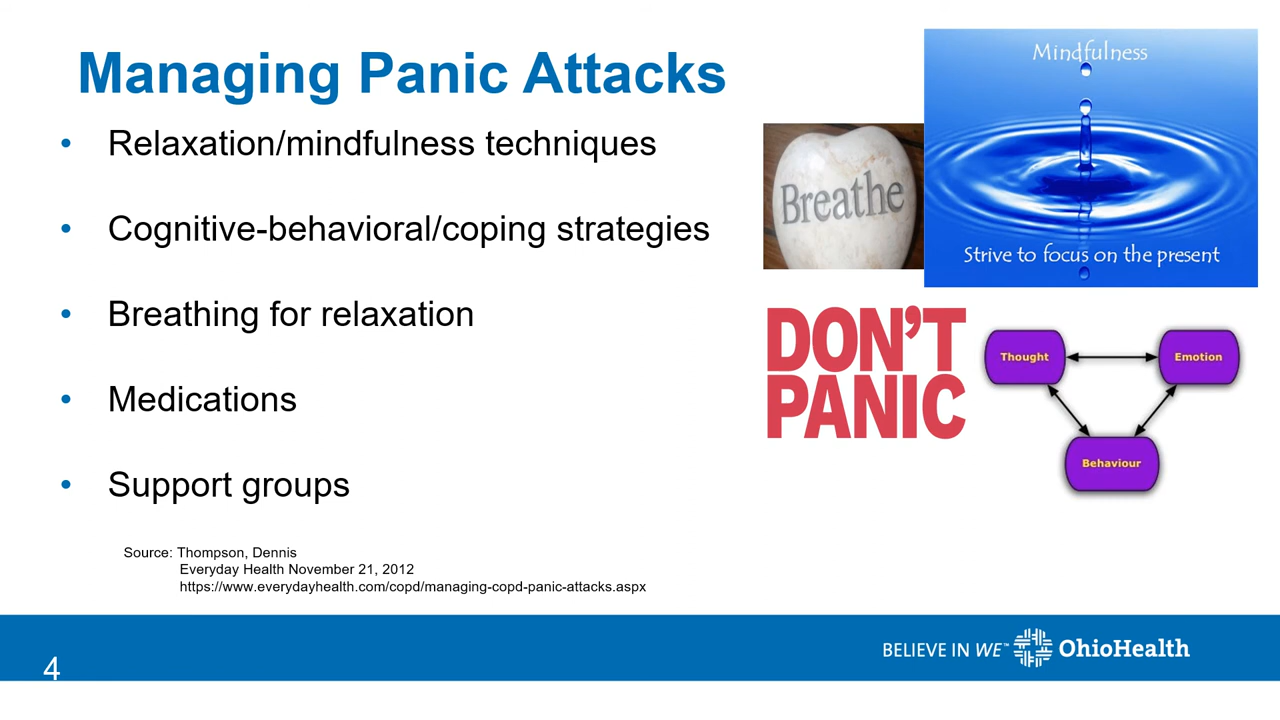 Managing Panic Attacks
• Relaxation/mindfulness techniques
• Cognitive-behavioral/coping strategies
• Breathing for relaxation
• Medications
• Support groups
Source: Thompson, Dennis
Everyday Health November 21, 2012
https://www.everydayhealth.com/copd/managing-copd-panic-attacks.aspx
Breathe
Mindfulness
Strive to focus on the present
DON'T
PANIC
Thought
Emotion
Behaviour
4
BELIEVE IN WE™ OhioHealth